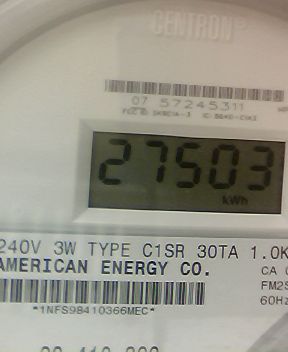 CENTRON®
07 57245311
27503
kWh
240V 3W TYPE C1SR 30TA 1.0K
AMERICAN ENERGY CO.
CA
FM2S
60Hz
*1NFS98410366MEC*